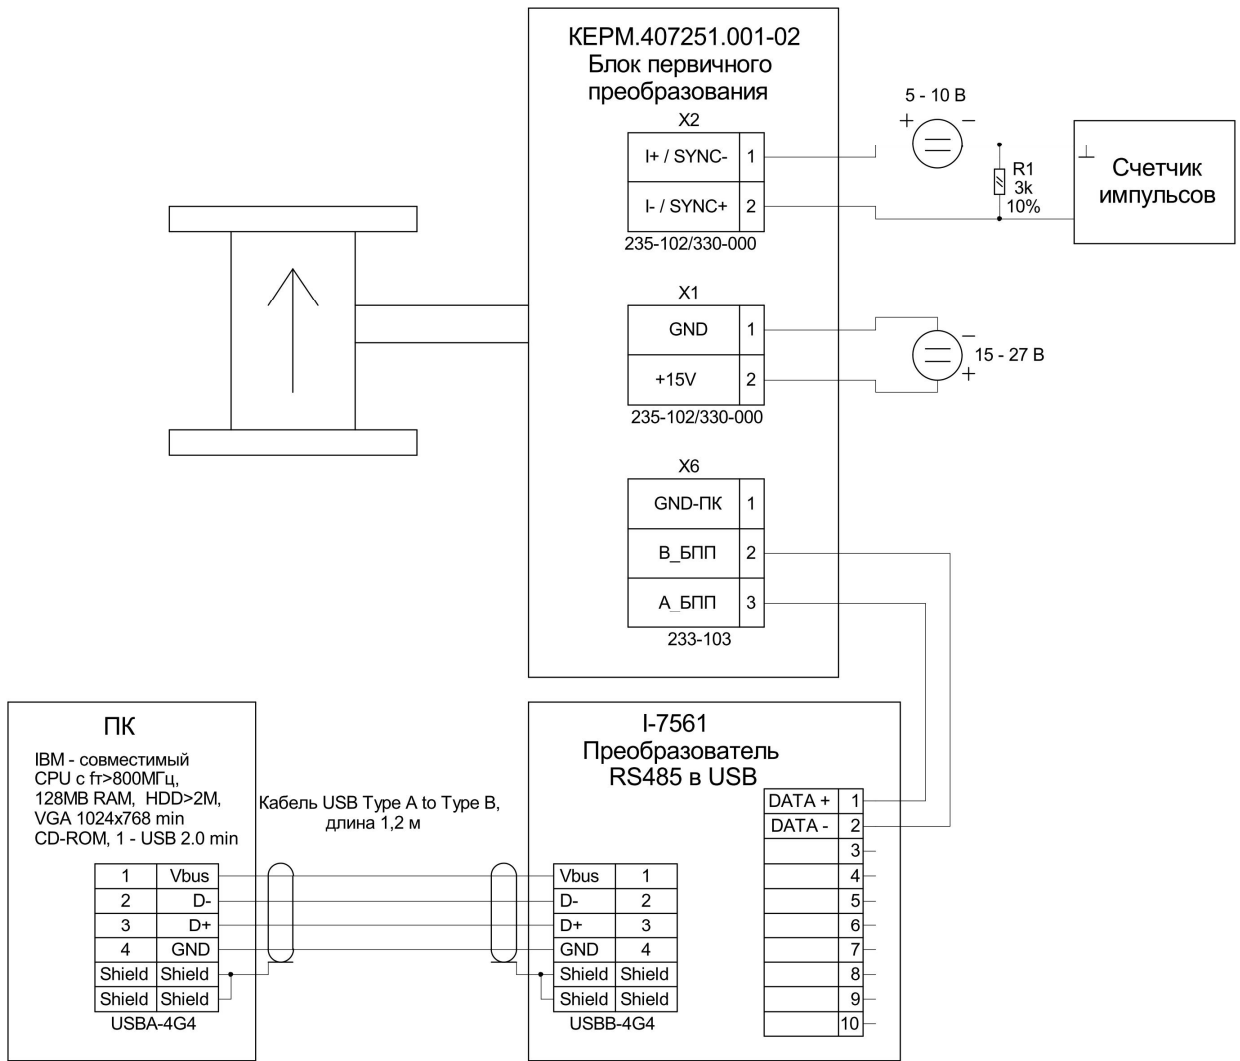 КЕРМ.407251.001-02
Блок первичного
преобразования
X2
I+ / SYNC- 1
I- / SYNC+ 2
235-102/330-000
5 - 10 В
+ −
R1
3k
10%
⊥
Счетчик
импульсов
X1
GND 1
+15V 2
235-102/330-000
−
15 - 27 В
+
X6
GND-ПК 1
В_БПП 2
А_БПП 3
233-103
ПК
IBM - совместимый
CPU с fт>800МГц,
128MB RAM, HDD>2M,
VGA 1024x768 min
CD-ROM, 1 - USB 2.0 min
1 Vbus
2 D-
3 D+
4 GND
Shield Shield
Shield Shield
USBA-4G4
Кабель USB Type A to Type B,
длина 1,2 м
I-7561
Преобразователь
RS485 в USB
Vbus 1
D- 2
D+ 3
GND 4
Shield Shield
Shield Shield
USBB-4G4
DATA + 1
DATA - 2
3
4
5
6
7
8
9
10